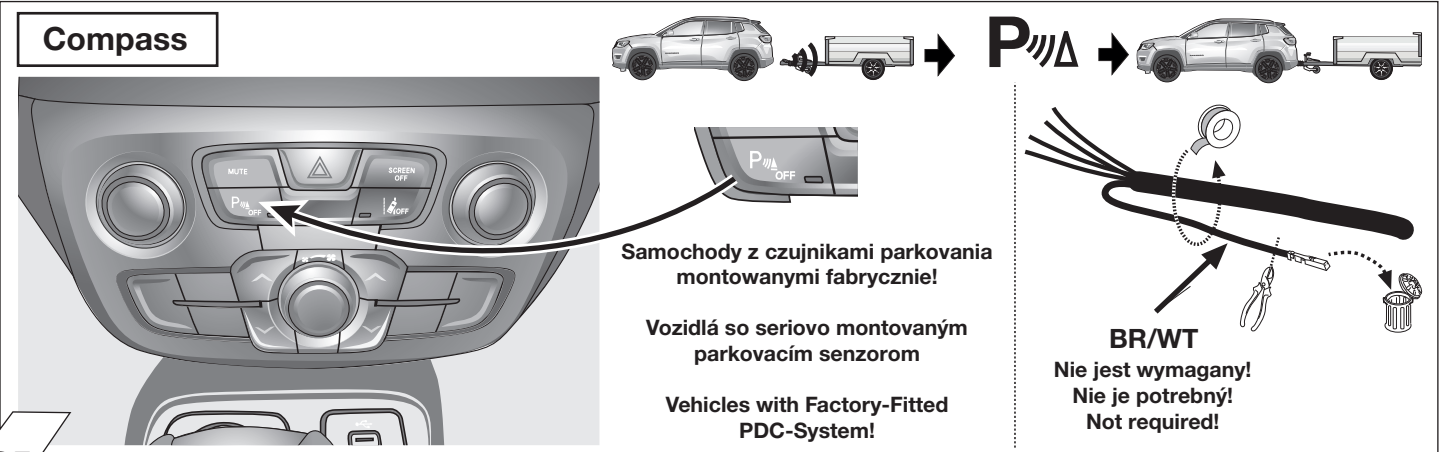 Compass
P
MUTE
SCREEN
OFF
P OFF
OFF
P OFF
Samochody z czujnikami parkovania
montowanymi fabrycznie!
Vozidlá so seriovo montovaným
parkovacím senzorom
Vehicles with Factory-Fitted
PDC-System!
BR/WT
Nie jest wymagany!
Nie je potrebný!
Not required!